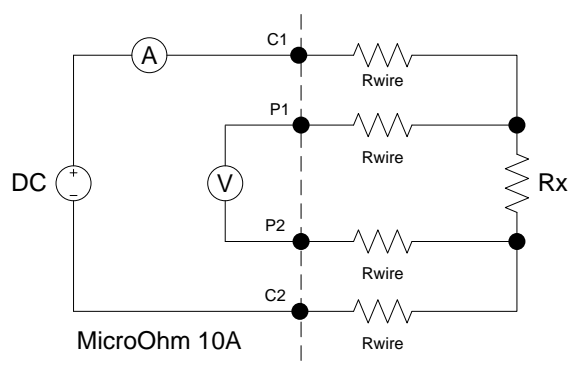 C1
A
Rwire
P1
Rwire
DC
+
−
V
Rx
P2
Rwire
C2
Rwire
MicroOhm 10A